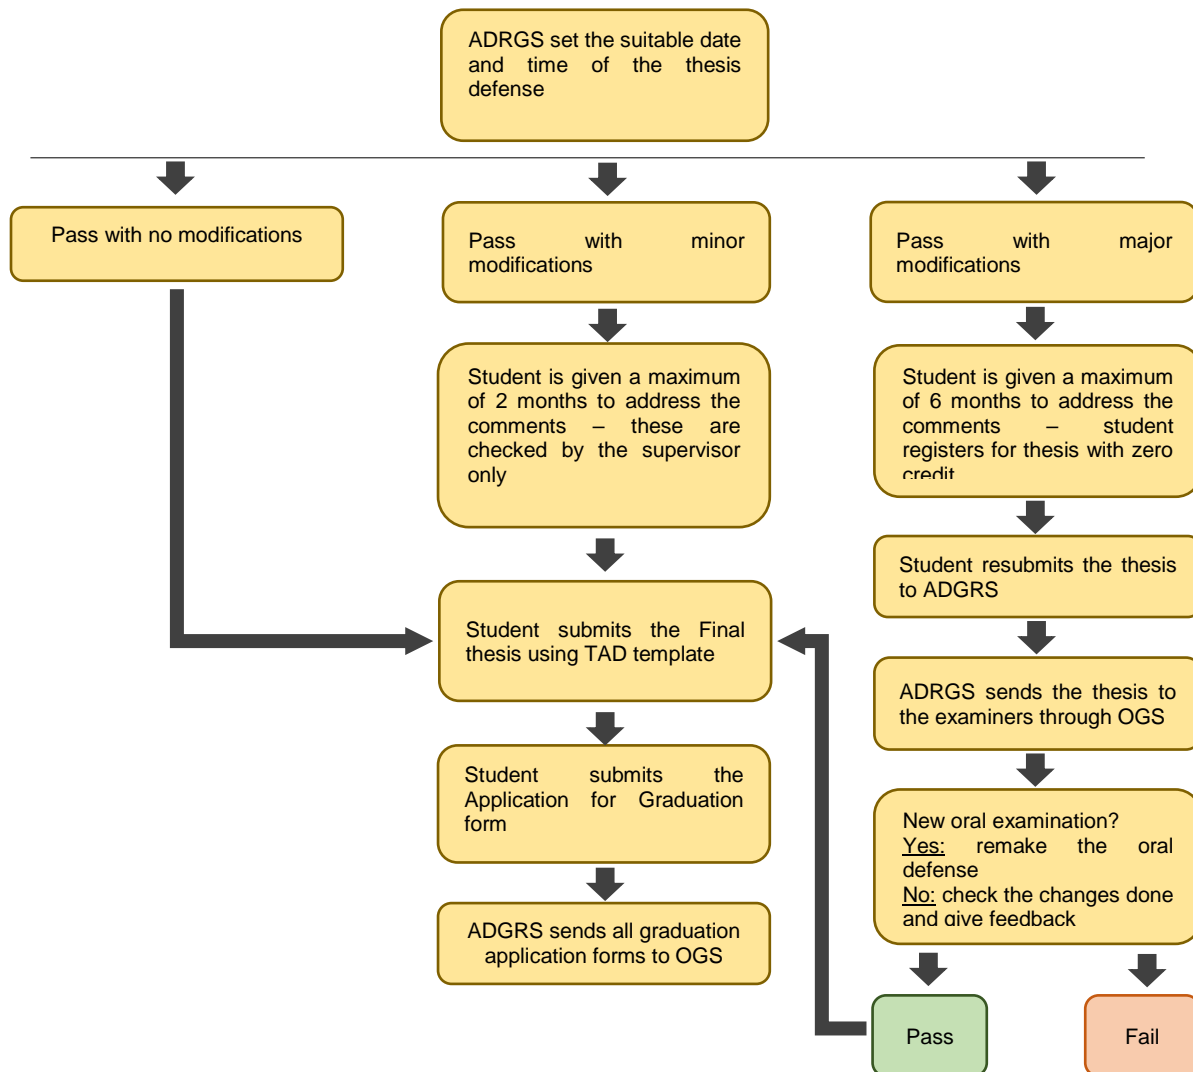 ADRGS set the suitable date
and time of the thesis
defense
Pass with no modifications
Pass with minor
modifications
Pass with major
modifications
Student is given a maximum
of 2 months to address the
comments – these are
checked by the supervisor
only
Student is given a maximum
of 6 months to address the
comments – student
registers for thesis with zero
credit
Student resubmits the thesis
to ADGRS
Student submits the Final
thesis using TAD template
ADRGS sends the thesis to
the examiners through OGS
Student submits the
Application for Graduation
form
New oral examination?
Yes: remake the oral
defense
No: check the changes done
and give feedback
ADGRS sends all graduation
application forms to OGS
Pass
Fail